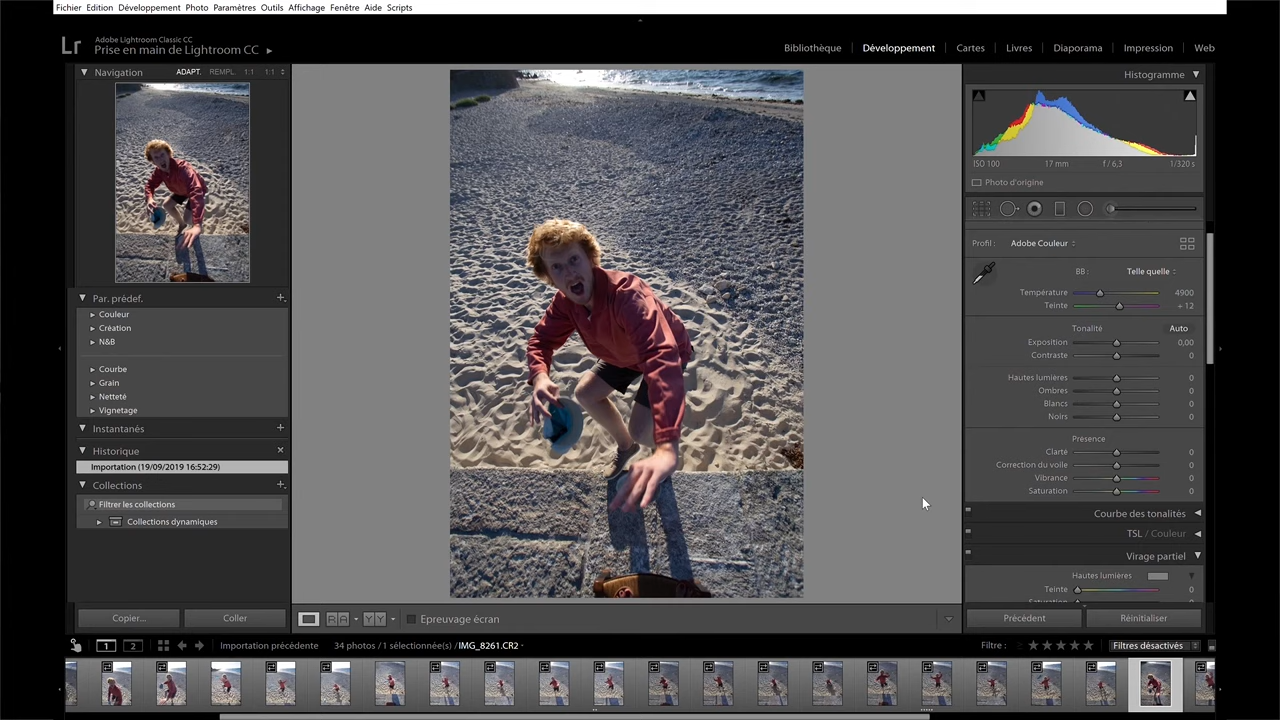 Fichier Edition Développement Photo Paramètres Outils Affichage Fenêtre Aide Scripts
Lr
Adobe Lightroom Classic CC
Prise en main de Lightroom CC
Bibliothèque Développement Cartes Livres Diaporama Impression Web
Navigation ADAPT. REMPL. 1:1 1:1
Histogramme
ISO 100 17 mm f / 6,3 1/320 s
Photo d'origine
Profil : Adobe Couleur
BB : Telle quelle
Température 4900
Teinte + 12
Tonalité Auto
Exposition 0,00
Contraste 0
Hautes lumières 0
Ombres 0
Blancs 0
Noirs 0
Présence
Clarté 0
Correction du voile 0
Vibrance 0
Saturation 0
Courbe des tonalités
TSL / Couleur
Virage partiel
Hautes lumières
Teinte 0
Par. prédef.
Couleur
Création
N&B
Courbe
Grain
Netteté
Vignetage
Instantanés
Historique
Importation (19/09/2019 16:52:29)
Collections
Filtrer les collections
Collections dynamiques
Copier... Coller
Epreuvage écran
Précédent Réinitialiser
1 2 Importation précédente 34 photos / 1 sélectionnée(s) / IMG_8261.CR2
Filtre : Filtres désactivés